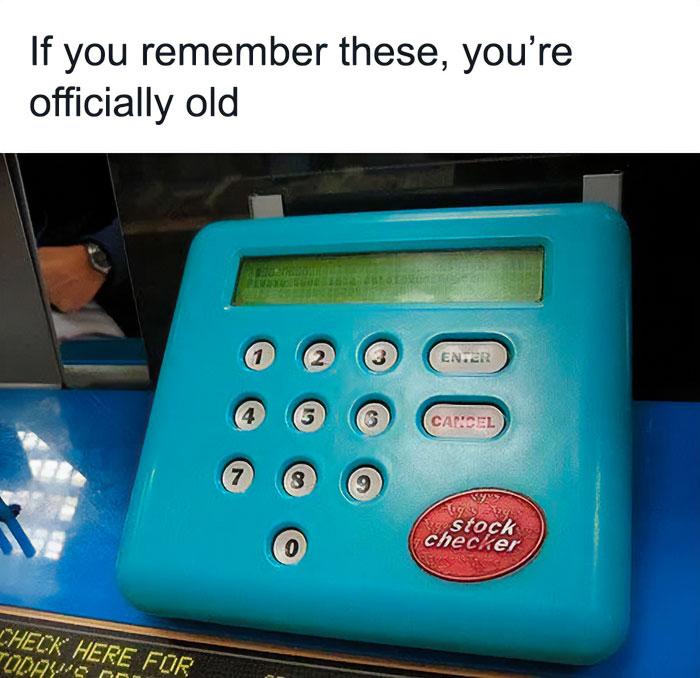 If you remember these, you’re
officially old
1 2 3 ENTER
4 5 6 CANCEL
7 8 9
0
stock
checker
CHECK HERE FOR
TODAY'S